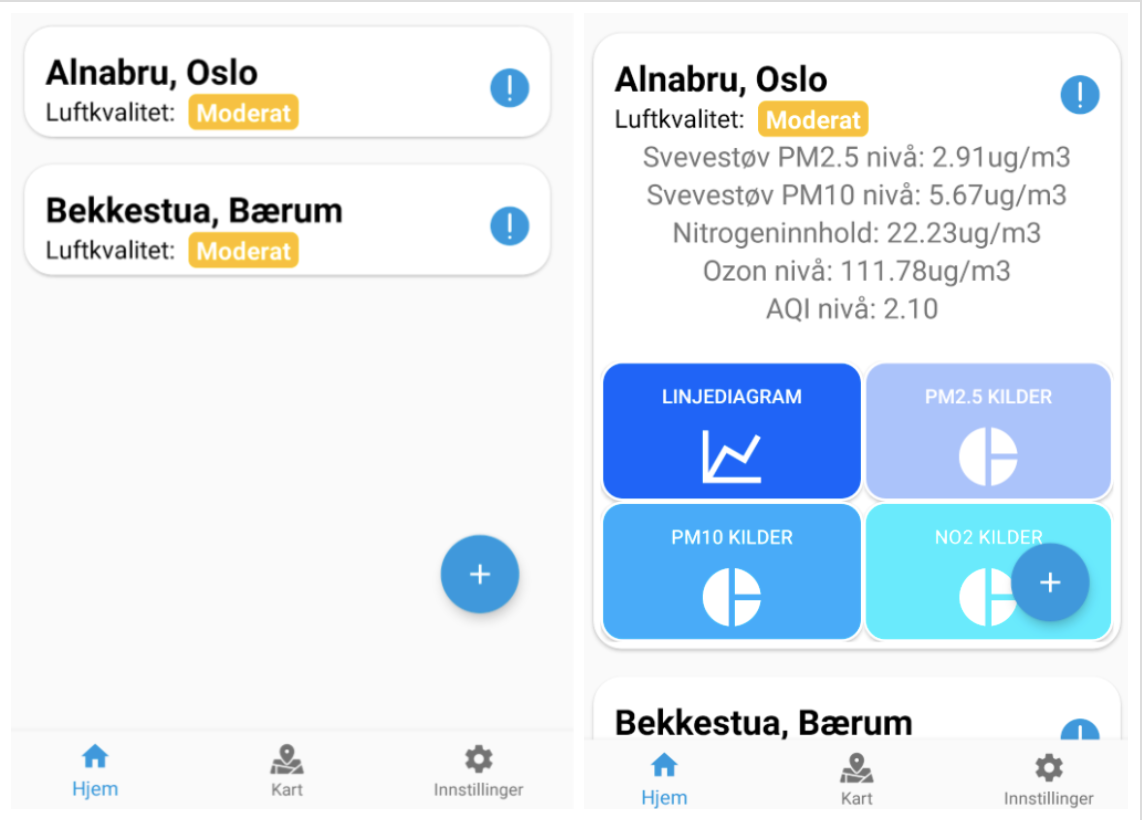 Alnabru, Oslo
Luftkvalitet: Moderat
Bekkestua, Bærum
Luftkvalitet: Moderat
Hjem
Kart
Innstillinger
Alnabru, Oslo
Luftkvalitet: Moderat
Svevestøv PM2.5 nivå: 2.91ug/m3
Svevestøv PM10 nivå: 5.67ug/m3
Nitrogeninnhold: 22.23ug/m3
Ozon nivå: 111.78ug/m3
AQI nivå: 2.10
LINJEDIAGRAM
PM2.5 KILDER
PM10 KILDER
NO2 KILDER
Bekkestua, Bærum
Hjem
Kart
Innstillinger